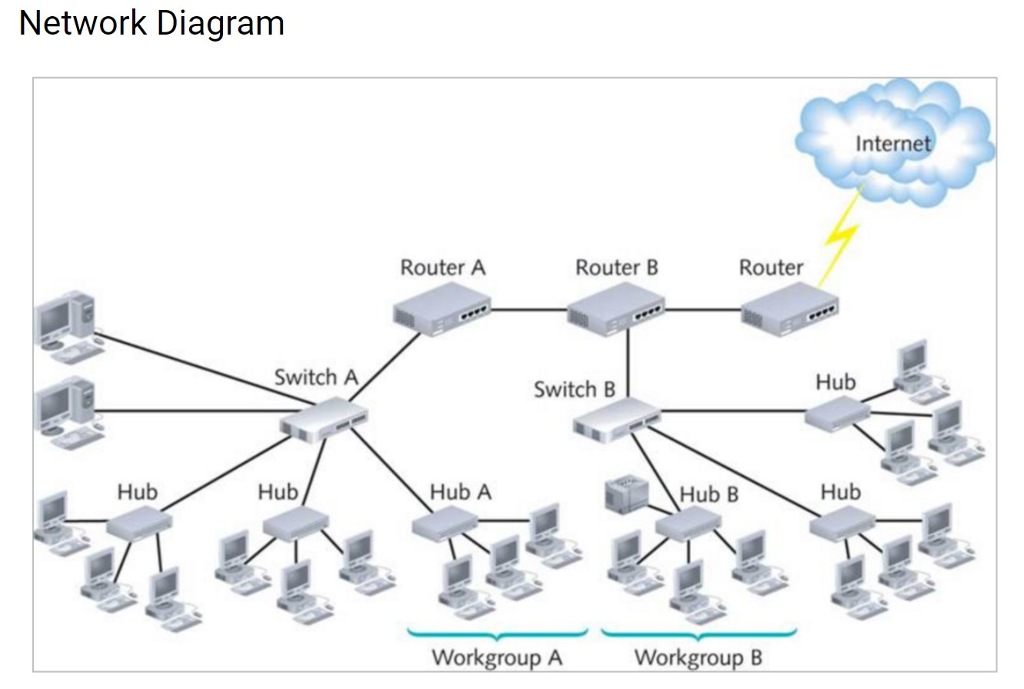 Network Diagram
Internet
Router A
Router B
Router
Switch A
Switch B
Hub
Hub
Hub
Hub A
Hub B
Hub
Workgroup A
Workgroup B